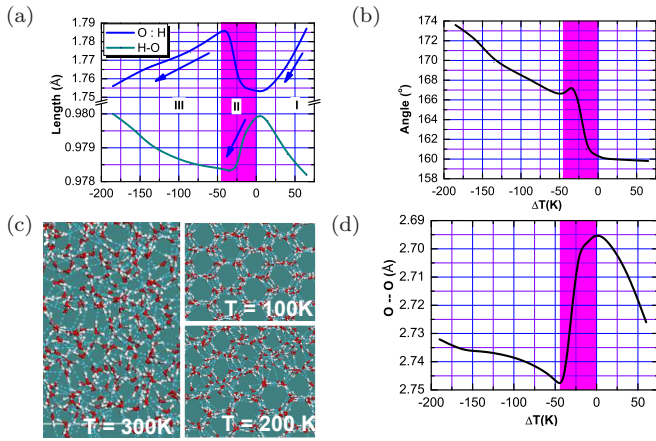 (a)
1.79
1.78
1.77
1.76
1.75
0.980
0.979
0.978
Length (Å)
O : H
H-O
III
II
I
-200 -150 -100 -50 0 50
ΔT(K)
(b)
174
172
170
168
166
164
162
160
158
Angle (°)
-200 -150 -100 -50 0 50
ΔT(K)
(c)
T = 300K
T = 100K
T = 200 K
(d)
2.69
2.70
2.71
2.72
2.73
2.74
2.75
O -- O (Å)
-200 -150 -100 -50 0 50
ΔT(K)